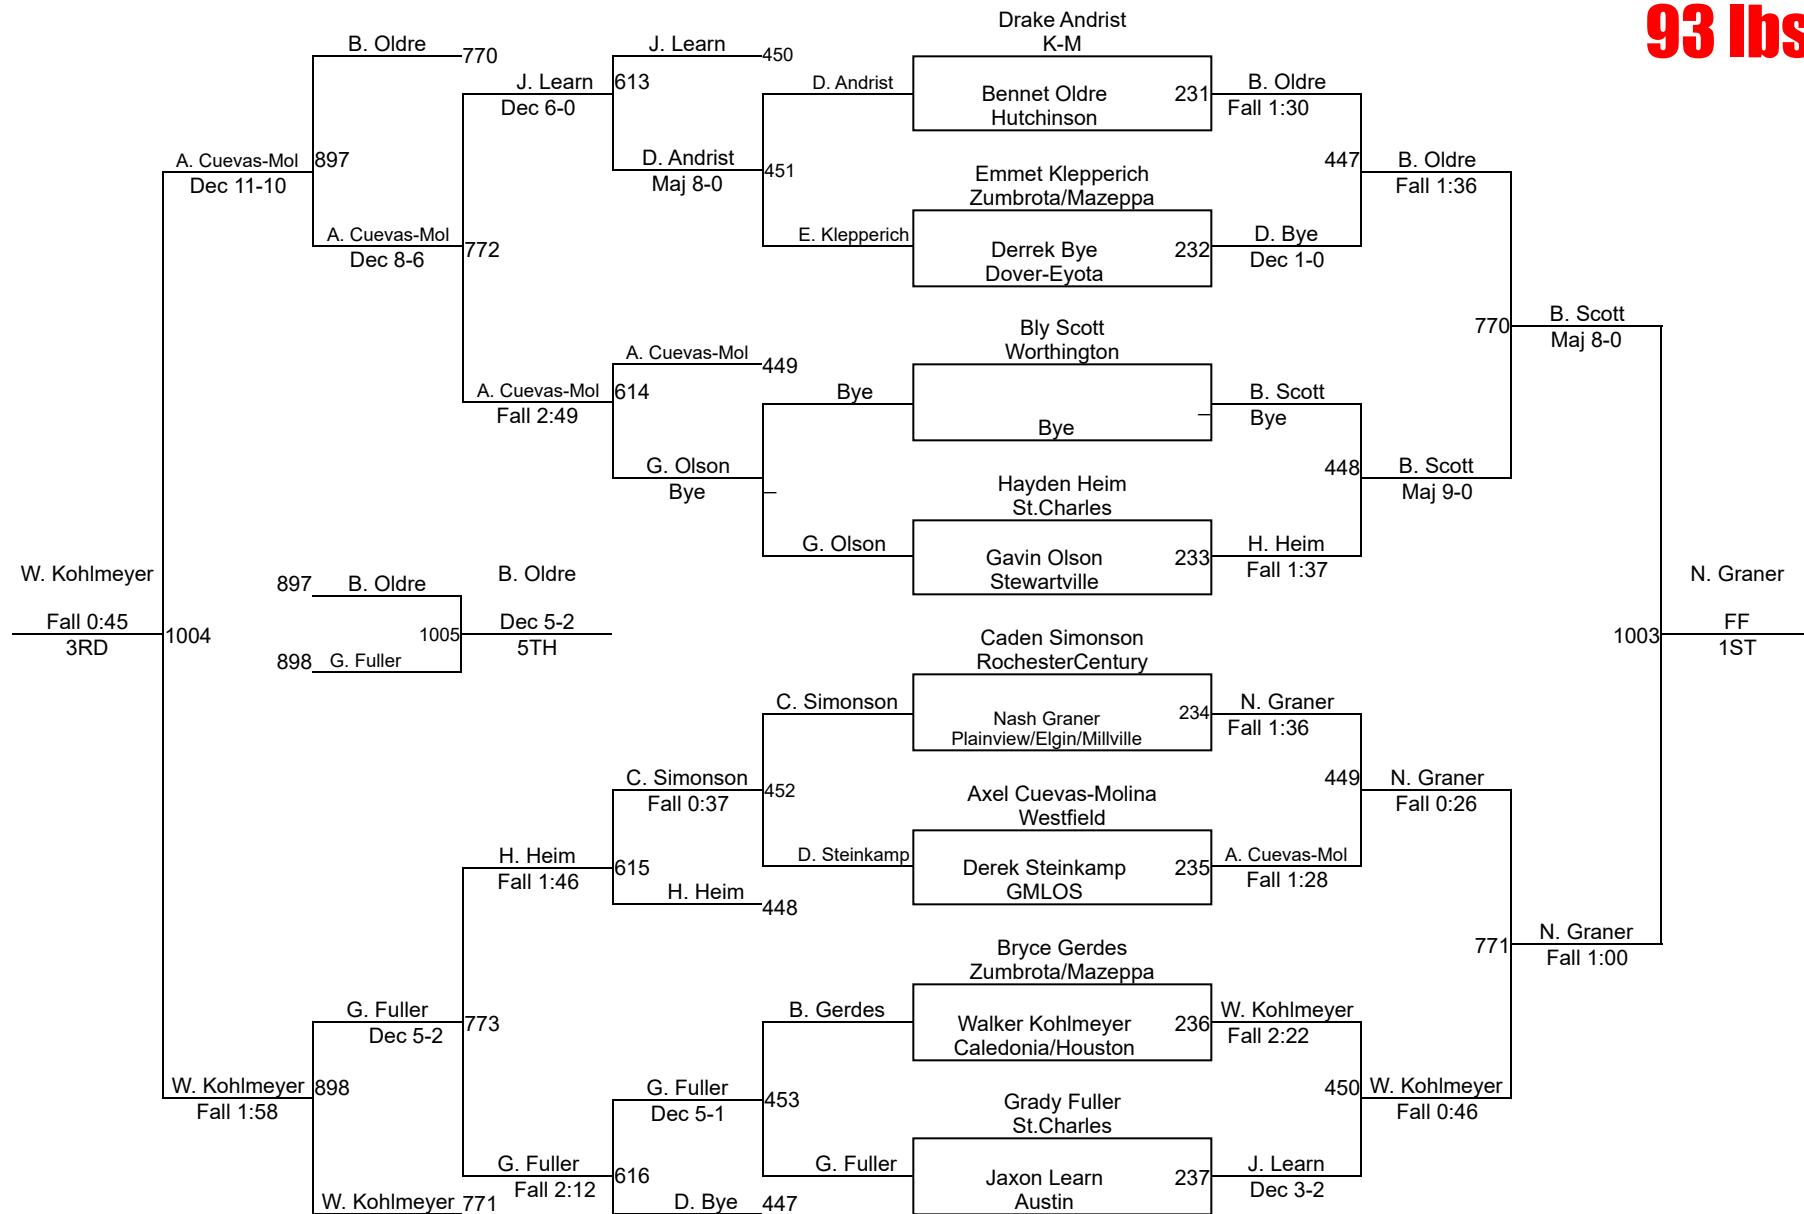 93 lbs
Drake Andrist
K-M
B. Oldre
770
J. Learn
450
J. Learn
613
Dec 6-0
D. Andrist
Bennet Oldre
Hutchinson
231
B. Oldre
Fall 1:30
A. Cuevas-Mol
897
Dec 11-10
D. Andrist
Maj 8-0
451
Emmet Klepperich
Zumbrota/Mazeppa
447
B. Oldre
Fall 1:36
A. Cuevas-Mol
Dec 8-6
772
E. Klepperich
Derrek Bye
Dover-Eyota
232
D. Bye
Dec 1-0
Bly Scott
Worthington
770
B. Scott
Maj 8-0
A. Cuevas-Mol
449
A. Cuevas-Mol
614
Fall 2:49
Bye
Bye
B. Scott
Bye
G. Olson
Bye
Hayden Heim
St.Charles
448
B. Scott
Maj 9-0
G. Olson
Gavin Olson
Stewartville
233
H. Heim
Fall 1:37
W. Kohlmeyer
Fall 0:45
3RD
1004
897
B. Oldre
898
G. Fuller
1005
B. Oldre
Dec 5-2
5TH
1003
N. Graner
FF
1ST
Caden Simonson
RochesterCentury
C. Simonson
Nash Graner
Plainview/Elgin/Millville
234
N. Graner
Fall 1:36
C. Simonson
Fall 0:37
452
Axel Cuevas-Molina
Westfield
449
N. Graner
Fall 0:26
H. Heim
Fall 1:46
615
D. Steinkamp
Derek Steinkamp
GMLOS
235
A. Cuevas-Mol
Fall 1:28
H. Heim
448
Bryce Gerdes
Zumbrota/Mazeppa
771
N. Graner
Fall 1:00
G. Fuller
Dec 5-2
773
B. Gerdes
Walker Kohlmeyer
Caledonia/Houston
236
W. Kohlmeyer
Fall 2:22
W. Kohlmeyer
898
Fall 1:58
G. Fuller
Dec 5-1
453
Grady Fuller
St.Charles
450
W. Kohlmeyer
Fall 0:46
G. Fuller
Fall 2:12
616
G. Fuller
Jaxon Learn
Austin
237
J. Learn
Dec 3-2
W. Kohlmeyer
771
D. Bye
447